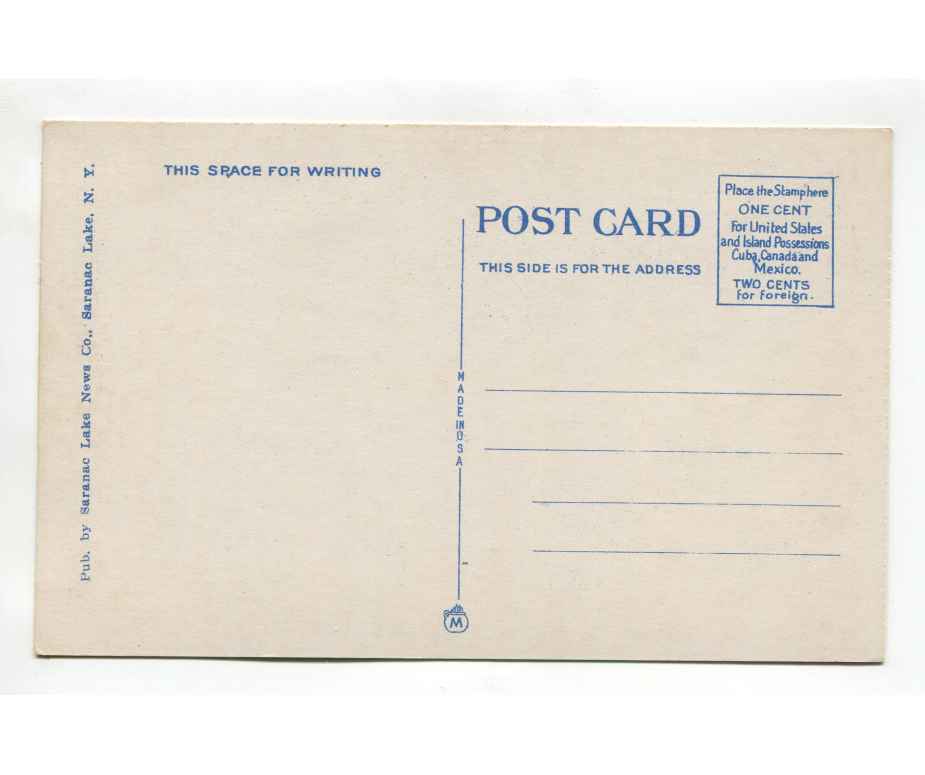 Pub. by Saranac Lake News Co., Saranac Lake, N. Y.
THIS SPACE FOR WRITING
POST CARD
THIS SIDE IS FOR THE ADDRESS
Place the Stamp here
ONE CENT
For United States
and Island Possessions
Cuba, Canada and
Mexico.
TWO CENTS
for Foreign.
MADE IN USA
M